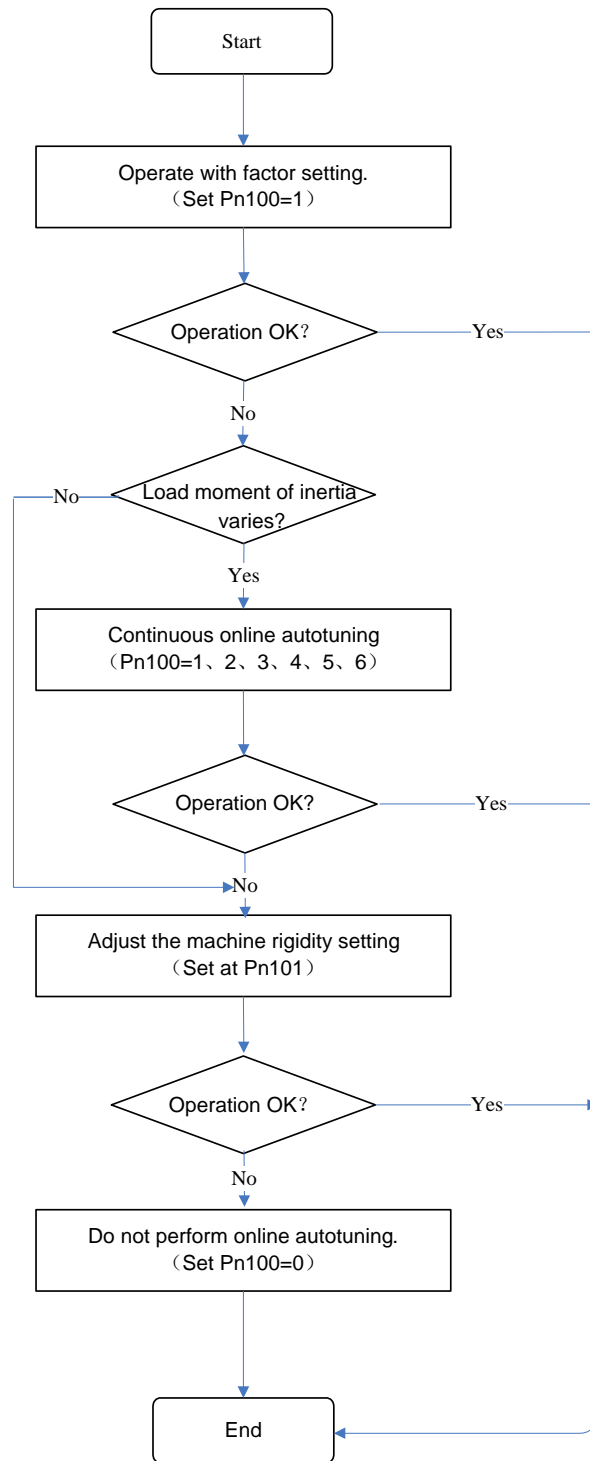 Start
Operate with factor setting.
（Set Pn100=1）
Operation OK？
Yes
No
No
Load moment of inertia
varies?
Yes
Continuous online autotuning
（Pn100=1、2、3、4、5、6）
Operation OK?
Yes
No
Adjust the machine rigidity setting
（Set at Pn101）
Operation OK？
Yes
No
Do not perform online autotuning.
（Set Pn100=0）
End